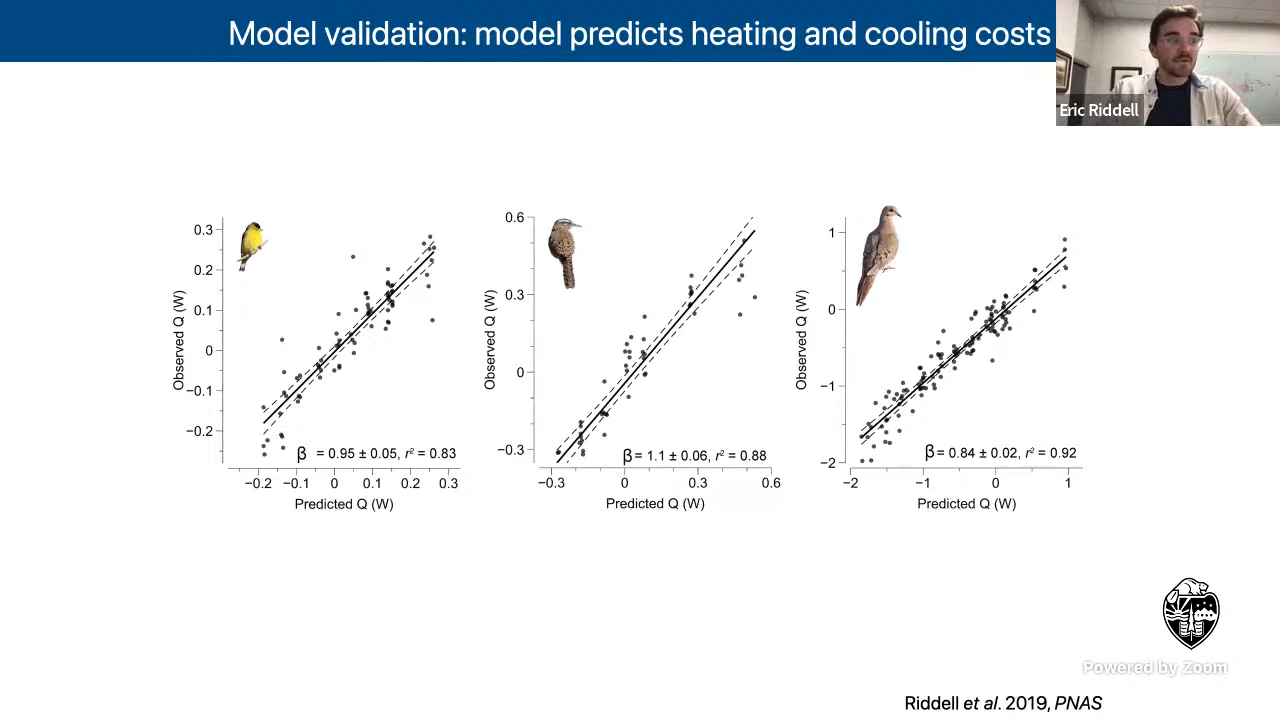 Model validation: model predicts heating and cooling costs
Eric Riddell
0.3
0.2
0.1
0
−0.1
−0.2
Observed Q (W)
β = 0.95 ± 0.05, r² = 0.83
−0.2 −0.1 0 0.1 0.2 0.3
Predicted Q (W)
0.6
0.3
0
−0.3
Observed Q (W)
β = 1.1 ± 0.06, r² = 0.88
−0.3 0 0.3 0.6
Predicted Q (W)
1
0
−1
−2
Observed Q (W)
β = 0.84 ± 0.02, r² = 0.92
−2 −1 0 1
Predicted Q (W)
Powered by Zoom
Riddell et al. 2019, PNAS